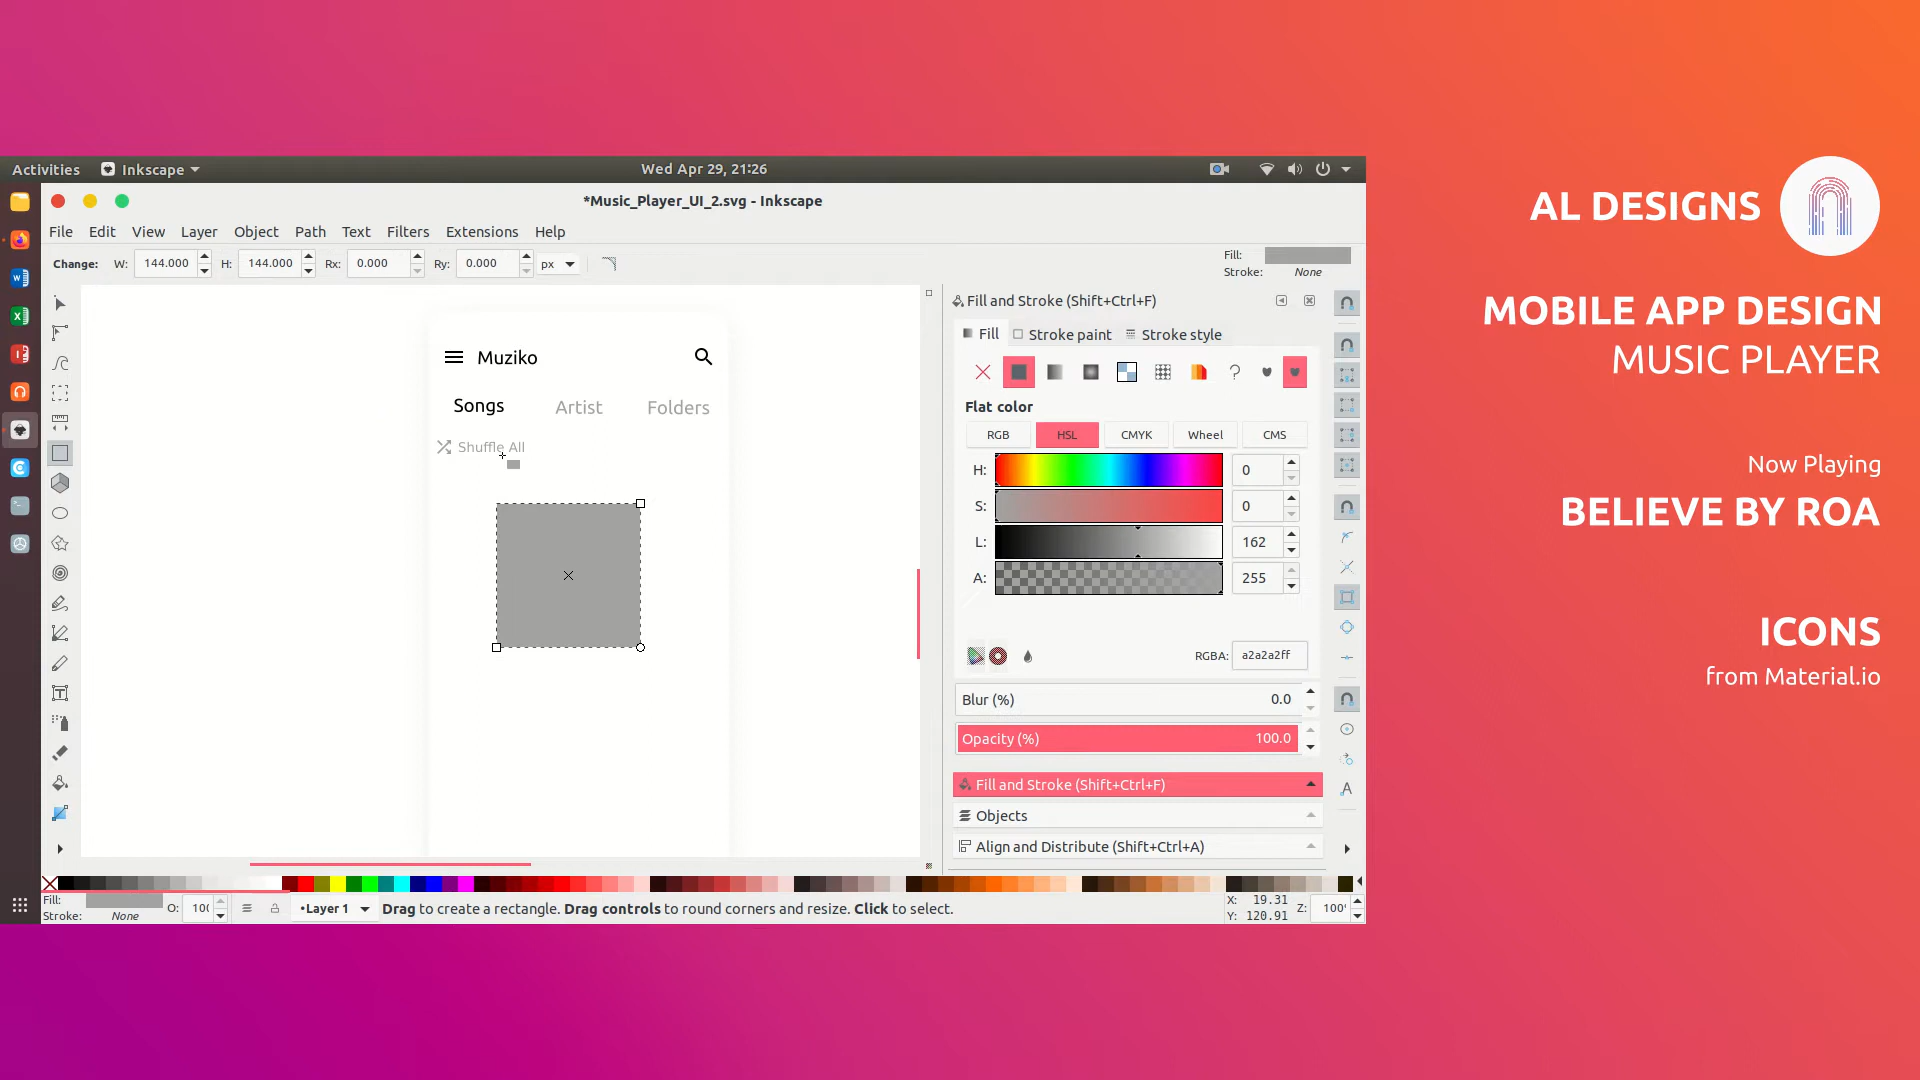 Activities
Inkscape
Wed Apr 29, 21:26
*Music_Player_UI_2.svg - Inkscape
File Edit View Layer Object Path Text Filters Extensions Help
Change: W: 144.000 H: 144.000 Rx: 0.000 Ry: 0.000 px
Fill:
Stroke: None
Muziko
Songs Artist Folders
Shuffle All
Fill and Stroke (Shift+Ctrl+F)
Fill Stroke paint Stroke style
Flat color
RGB HSL CMYK Wheel CMS
H: 0
S: 0
L: 162
A: 255
RGBA: a2a2a2ff
Blur (%) 0.0
Opacity (%) 100.0
Fill and Stroke (Shift+Ctrl+F)
Objects
Align and Distribute (Shift+Ctrl+A)
Fill:
Stroke: None
O:
•Layer 1
Drag to create a rectangle. Drag controls to round corners and resize. Click to select.
X: 19.31
Y: 120.91
Z:
AL DESIGNS
MOBILE APP DESIGN
MUSIC PLAYER
Now Playing
BELIEVE BY ROA
ICONS
from Material.io